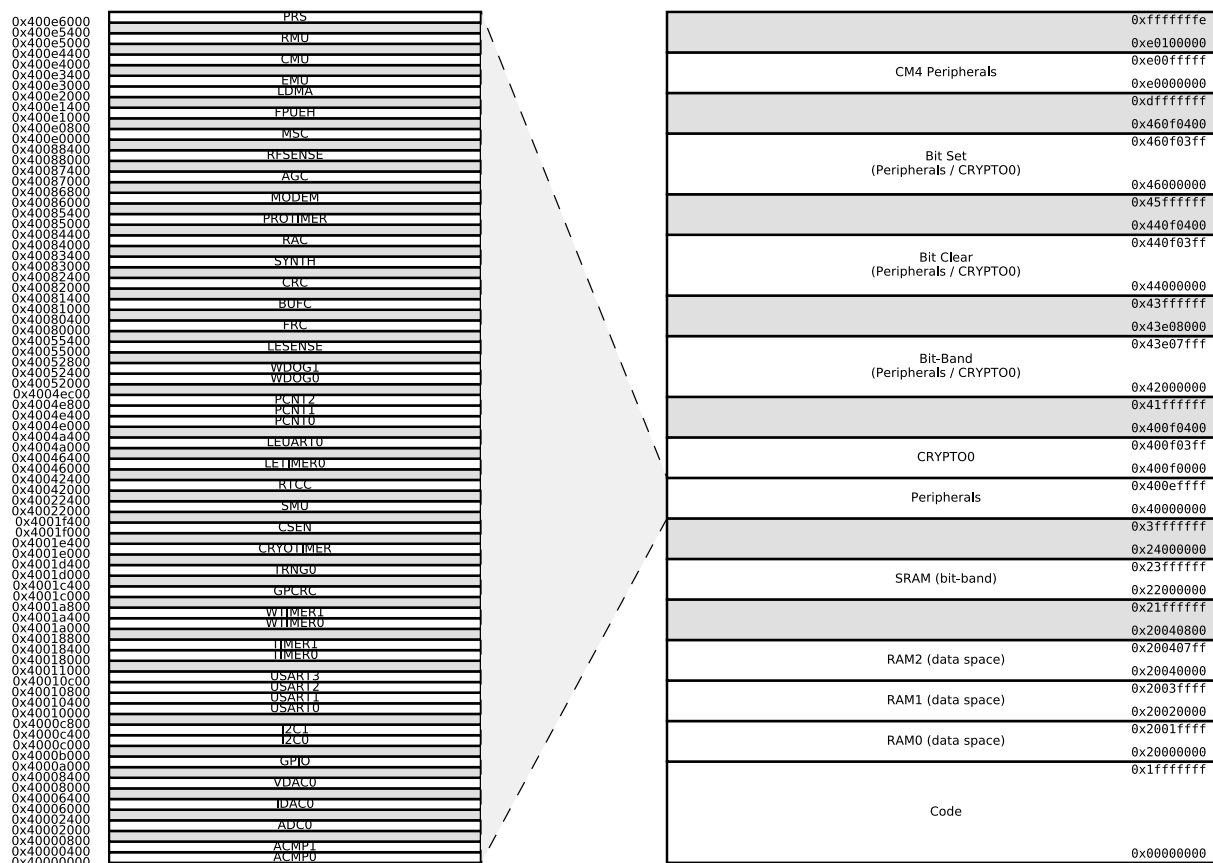 0x400e6000
0x400e5400
0x400e5000
0x400e4400
0x400e4000
0x400e3400
0x400e3000
0x400e2000
0x400e1400
0x400e1000
0x400e0800
0x400e0000
0x40088400
0x40088000
0x40087400
0x40087000
0x40086800
0x40086000
0x40085400
0x40085000
0x40084400
0x40084000
0x40083400
0x40083000
0x40082400
0x40082000
0x40081400
0x40081000
0x40080400
0x40080000
0x40055400
0x40055000
0x40052800
0x40052400
0x40052000
0x4004ec00
0x4004e800
0x4004e400
0x4004e000
0x4004a400
0x4004a000
0x40046400
0x40046000
0x40042400
0x40042000
0x40022400
0x40022000
0x4001f400
0x4001f000
0x4001e400
0x4001e000
0x4001d400
0x4001d000
0x4001c400
0x4001c000
0x4001a800
0x4001a400
0x4001a000
0x40018800
0x40018400
0x40018000
0x40011000
0x40010c00
0x40010800
0x40010400
0x40010000
0x4000c800
0x4000c400
0x4000c000
0x4000b000
0x4000a000
0x40008400
0x40008000
0x40006400
0x40006000
0x40002400
0x40002000
0x40000800
0x40000400
0x40000000
PRS
RMU
CMU
EMU
LDMA
FPUEH
MSC
RFSENSE
AGC
MODEM
PROTIMER
RAC
SYNTH
CRC
BUFC
FRC
LESENSE
WDOG1
WDOG0
PCNT2
PCNT1
PCNT0
LEUART0
LETIMER0
RTCC
SMU
CSEN
CRYOTIMER
TRNG0
GPCRC
WTIMER1
WTIMER0
TIMER1
TIMER0
USART3
USART2
USART1
USART0
I2C1
I2C0
GPIO
VDAC0
IDAC0
ADC0
ACMP1
ACMP0
0xfffffffe
0xe0100000
0xe00fffff
CM4 Peripherals
0xe0000000
0xdfffffff
0x460f0400
0x460f03ff
Bit Set
(Peripherals / CRYPTO0)
0x46000000
0x45ffffff
0x440f0400
0x440f03ff
Bit Clear
(Peripherals / CRYPTO0)
0x44000000
0x43ffffff
0x43e08000
0x43e07fff
Bit-Band
(Peripherals / CRYPTO0)
0x42000000
0x41ffffff
0x400f0400
0x400f03ff
CRYPTO0
0x400f0000
0x400effff
Peripherals
0x40000000
0x3fffffff
0x24000000
0x23ffffff
SRAM (bit-band)
0x22000000
0x21ffffff
0x20040800
0x200407ff
RAM2 (data space)
0x20040000
0x2003ffff
RAM1 (data space)
0x20020000
0x2001ffff
RAM0 (data space)
0x20000000
0x1fffffff
Code
0x00000000